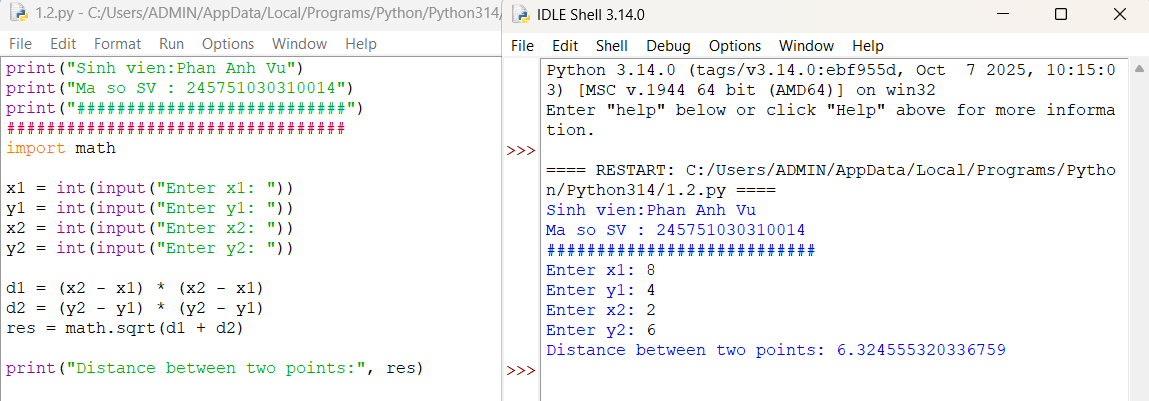 1.2.py - C:/Users/ADMIN/AppData/Local/Programs/Python/Python314/
File Edit Format Run Options Window Help
print("Sinh vien:Phan Anh Vu")
print("Ma so SV : 245751030310014")
print("###########################")
##################################
import math
x1 = int(input("Enter x1: "))
y1 = int(input("Enter y1: "))
x2 = int(input("Enter x2: "))
y2 = int(input("Enter y2: "))
d1 = (x2 - x1) * (x2 - x1)
d2 = (y2 - y1) * (y2 - y1)
res = math.sqrt(d1 + d2)
print("Distance between two points:", res)
IDLE Shell 3.14.0
File Edit Shell Debug Options Window Help
Python 3.14.0 (tags/v3.14.0:ebf955d, Oct  7 2025, 10:15:0
3) [MSC v.1944 64 bit (AMD64)] on win32
Enter "help" below or click "Help" above for more informa
tion.
>>>
==== RESTART: C:/Users/ADMIN/AppData/Local/Programs/Pytho
n/Python314/1.2.py ====
Sinh vien:Phan Anh Vu
Ma so SV : 245751030310014
###########################
Enter x1: 8
Enter y1: 4
Enter x2: 2
Enter y2: 6
Distance between two points: 6.324555320336759
>>>